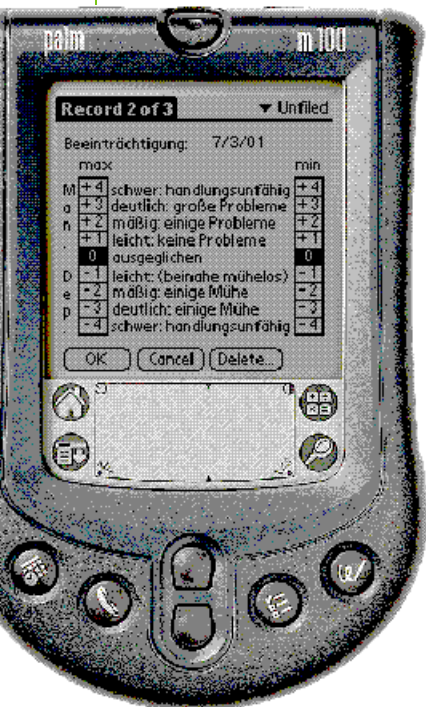 palm m100
Record 2 of 3 Unfiled
Beeinträchtigung: 7/3/01
max min
M +4 schwer: handlungsunfähig +4
a +3 deutlich: große Probleme +3
n +2 mäßig: einige Probleme +2
. +1 leicht: keine Probleme +1
0 ausgeglichen 0
D -1 leicht: (beinahe mühelos) -1
e -2 mäßig: einige Mühe -2
p -3 deutlich: einige Mühe -3
. -4 schwer: handlungsunfähig -4
OK Cancel Delete...